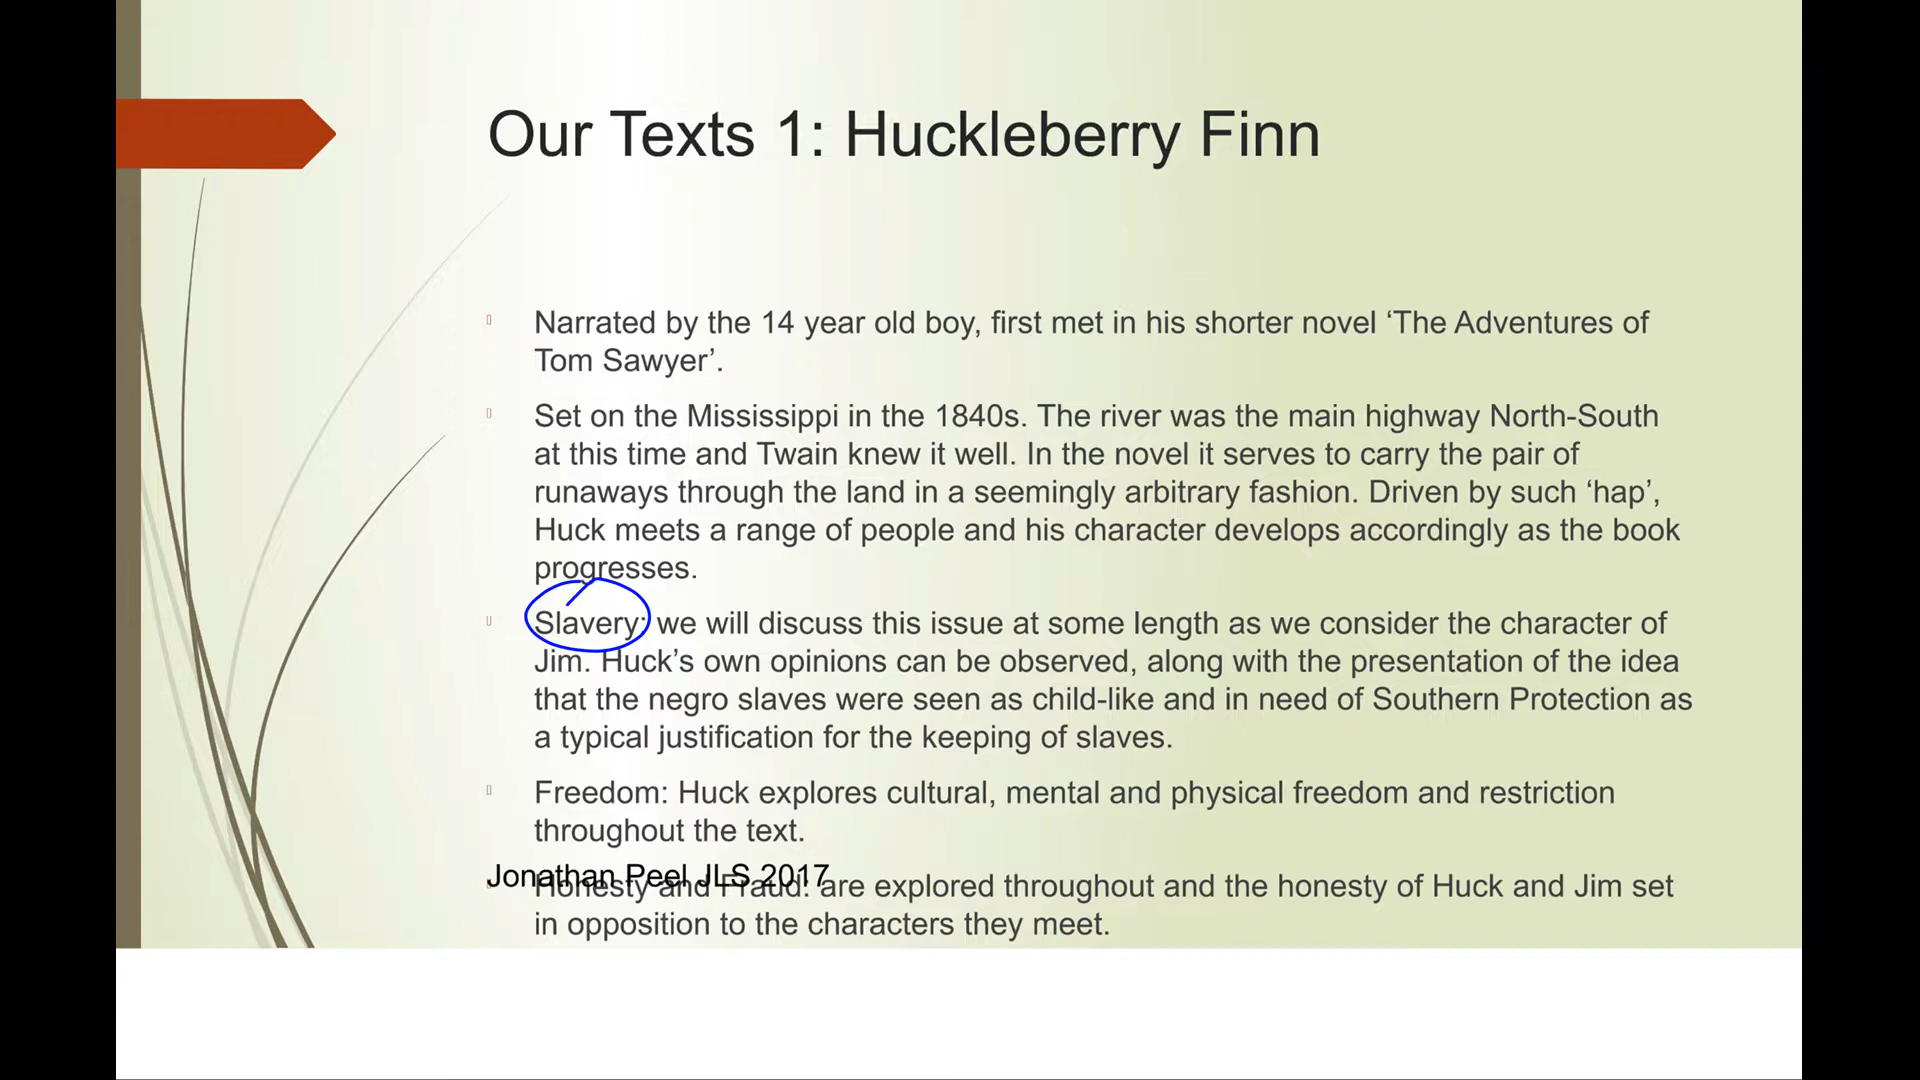 Our Texts 1: Huckleberry Finn
Narrated by the 14 year old boy, first met in his shorter novel ‘The Adventures of
Tom Sawyer’.
Set on the Mississippi in the 1840s. The river was the main highway North-South
at this time and Twain knew it well. In the novel it serves to carry the pair of
runaways through the land in a seemingly arbitrary fashion. Driven by such ‘hap’,
Huck meets a range of people and his character develops accordingly as the book
progresses.
Slavery: we will discuss this issue at some length as we consider the character of
Jim. Huck’s own opinions can be observed, along with the presentation of the idea
that the negro slaves were seen as child-like and in need of Southern Protection as
a typical justification for the keeping of slaves.
Freedom: Huck explores cultural, mental and physical freedom and restriction
throughout the text.
Jonathan Peel JLS 2017
Honesty and Fraud: are explored throughout and the honesty of Huck and Jim set
in opposition to the characters they meet.